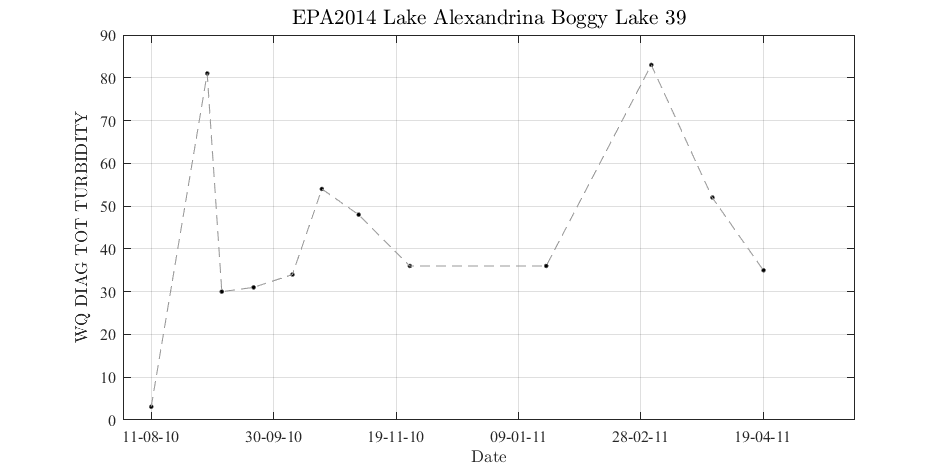 EPA2014 Lake Alexandrina Boggy Lake 39
WQ DIAG TOT TURBIDITY
90
80
70
60
50
40
30
20
10
0
11-08-10 30-09-10 19-11-10 09-01-11 28-02-11 19-04-11
Date